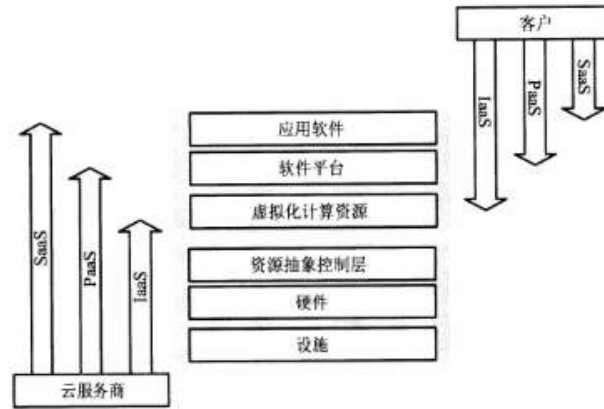 客户
IaaS
PaaS
SaaS
应用软件
软件平台
虚拟化计算资源
资源抽象控制层
硬件
设施
SaaS
PaaS
IaaS
云服务商